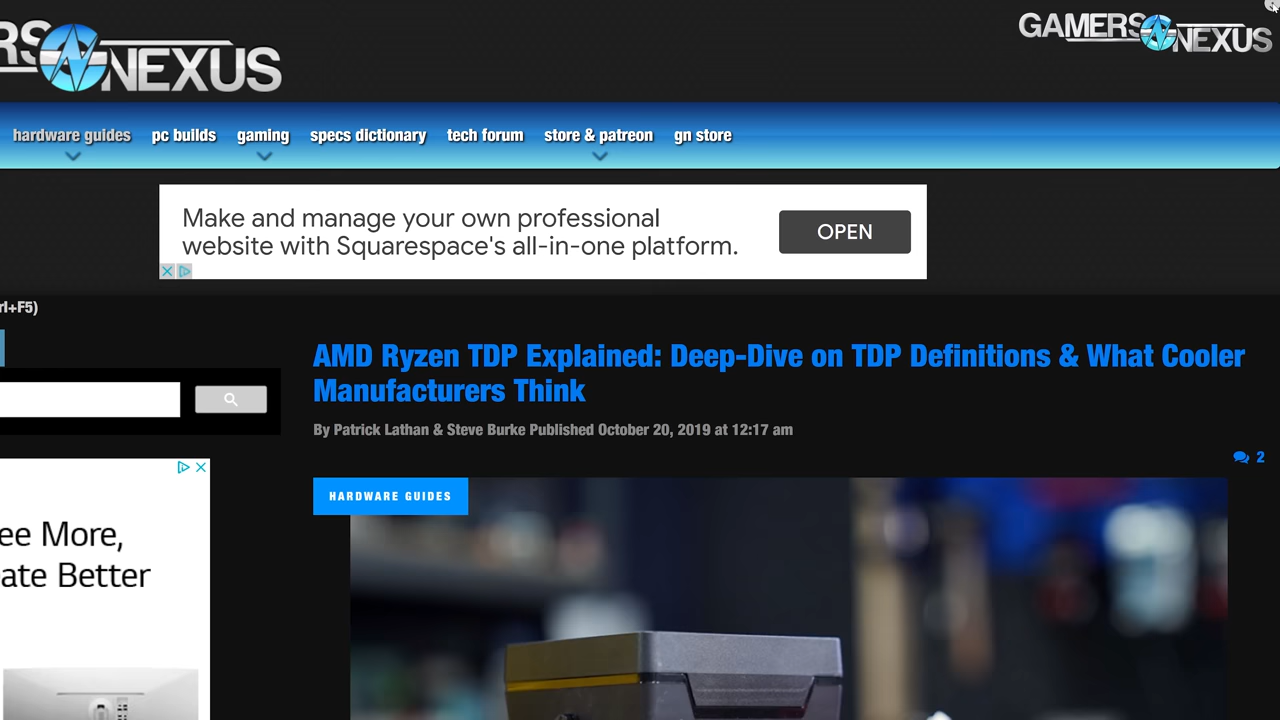 RS NEXUS
GAMERS NEXUS
hardware guides pc builds gaming specs dictionary tech forum store & patreon gn store
Make and manage your own professional
website with Squarespace's all-in-one platform.
OPEN
rl+F5)
AMD Ryzen TDP Explained: Deep-Dive on TDP Definitions & What Cooler
Manufacturers Think
By Patrick Lathan & Steve Burke Published October 20, 2019 at 12:17 am
2
HARDWARE GUIDES
ee More,
ate Better